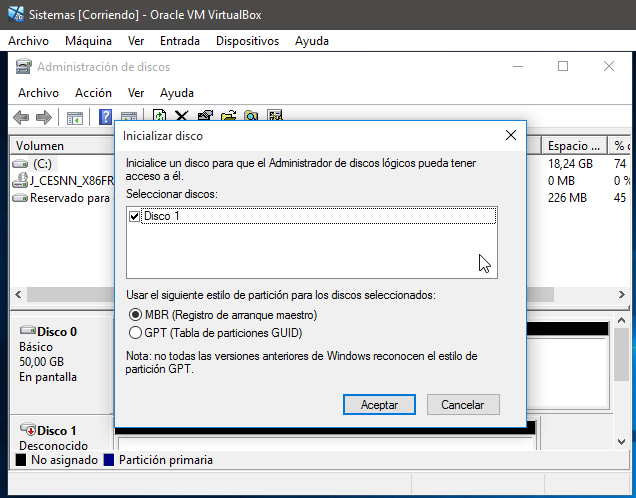 Sistemas [Corriendo] - Oracle VM VirtualBox
Archivo Máquina Ver Entrada Dispositivos Ayuda
Administración de discos
Archivo Acción Ver Ayuda
Inicializar disco
Volumen
Espacio ... % 
Inicialice un disco para que el Administrador de discos lógicos pueda tener
acceso a él.
(C:)
18,24 GB 74
J_CESNN_X86FR
0 MB 0
Seleccionar discos:
Reservado para
226 MB 45
Disco 1
Usar el siguiente estilo de partición para los discos seleccionados:
MBR (Registro de arranque maestro)
GPT (Tabla de particiones GUID)
Nota: no todas las versiones anteriores de Windows reconocen el estilo de
partición GPT.
Aceptar Cancelar
Disco 0
Básico
50,00 GB
En pantalla
Disco 1
Desconocido
No asignado Partición primaria